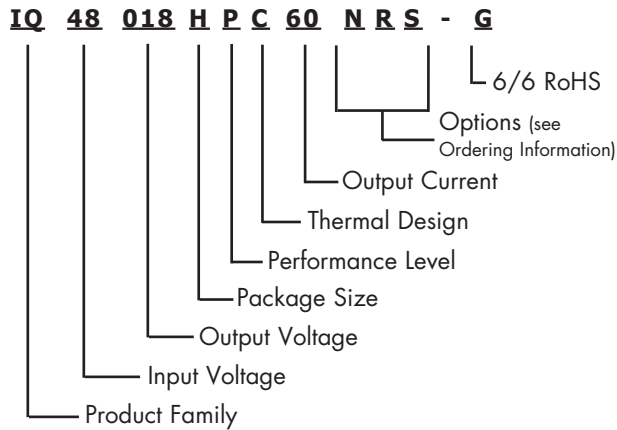 IQ 48 018 H P C 60 N R S - G
6/6 RoHS
Options (see
Ordering Information)
Output Current
Thermal Design
Performance Level
Package Size
Output Voltage
Input Voltage
Product Family